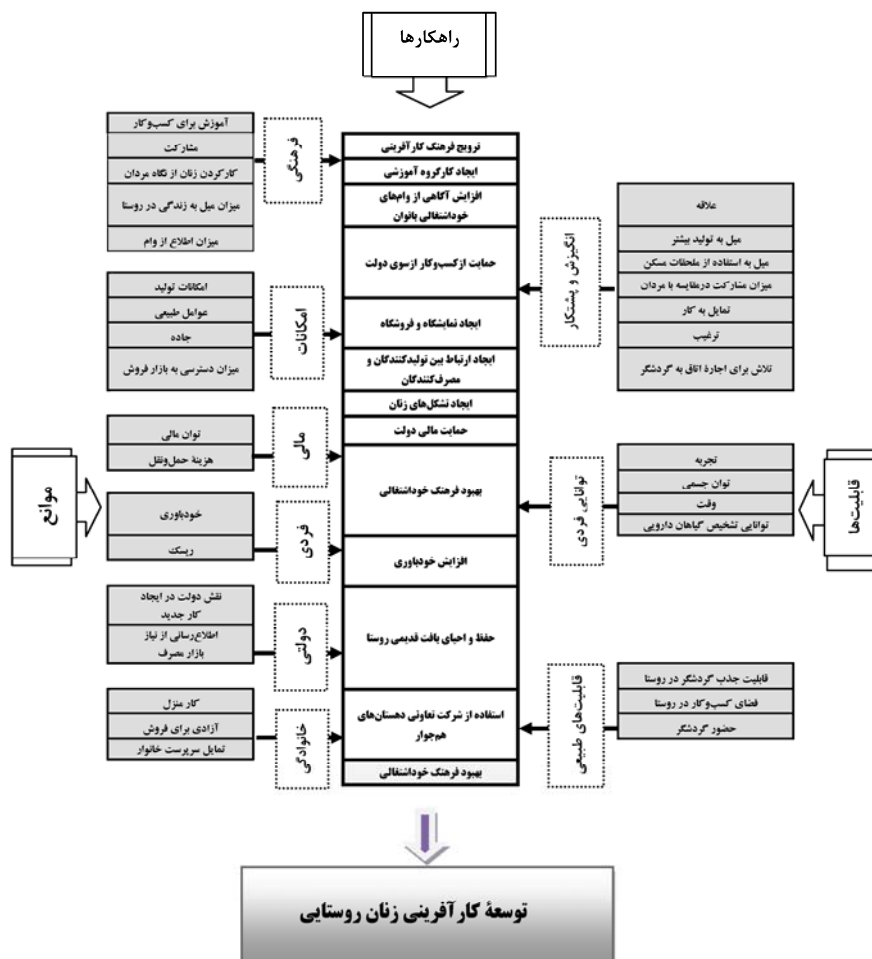 راهکارها
ترویج فرهنگ کارآفرینی
ایجاد کارگروه آموزشی
افزایش آگاهی از وام‌های
خوداشتغالی بانوان
حمایت از کسب‌وکار ازسوی دولت
ایجاد نمایشگاه و فروشگاه
ایجاد ارتباط بین تولیدکنندگان و
مصرف‌کنندگان
ایجاد تشکل‌های زنان
حمایت مالی دولت
بهبود فرهنگ خوداشتغالی
افزایش خودباوری
حفظ و احیای بافت قدیمی روستا
استفاده از شرکت تعاونی دهستان‌های
هم‌جوار
بهبود فرهنگ خوداشتغالی
قابلیت‌ها
انگیزش و پشتکار
علاقه
میل به تولید بیشتر
میل به استفاده از ملحقات مسکن
میزان مشارکت درمقایسه با مردان
تمایل به کار
ترغیب
تلاش برای اجارهٔ اتاق به گردشگر
توانایی فردی
تجربه
توان جسمی
وقت
توانایی تشخیص گیاهان دارویی
قابلیت‌های طبیعی
قابلیت جذب گردشگر در روستا
فضای کسب‌وکار در روستا
حضور گردشگر
موانع
فرهنگی
آموزش برای کسب‌وکار
مشارکت
کارکردن زنان از نگاه مردان
میزان میل به زندگی در روستا
میزان اطلاع از وام
امکانات
امکانات تولید
عوامل طبیعی
جاده
میزان دسترسی به بازار فروش
مالی
توان مالی
هزینهٔ حمل‌ونقل
فردی
خودباوری
ریسک
دولتی
نقش دولت در ایجاد
کار جدید
اطلاع‌رسانی از نیاز
بازار مصرف
خانوادگی
کار منزل
آزادی برای فروش
تمایل سرپرست خانوار
توسعهٔ کارآفرینی زنان روستایی